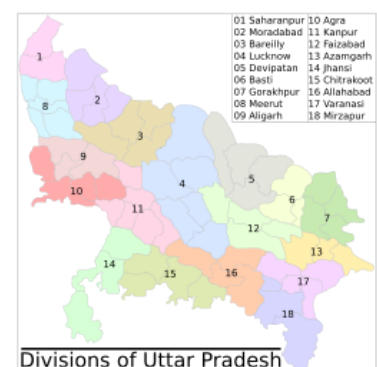 01 Saharanpur 10 Agra
02 Moradabad 11 Kanpur
03 Bareilly 12 Faizabad
04 Lucknow 13 Azamgarh
05 Devipatan 14 Jhansi
06 Basti 15 Chitrakoot
07 Gorakhpur 16 Allahabad
08 Meerut 17 Varanasi
09 Aligarh 18 Mirzapur
1
2
8
3
9
4
5
10
6
11
7
12
13
14
15
16
17
18
Divisions of Uttar Pradesh